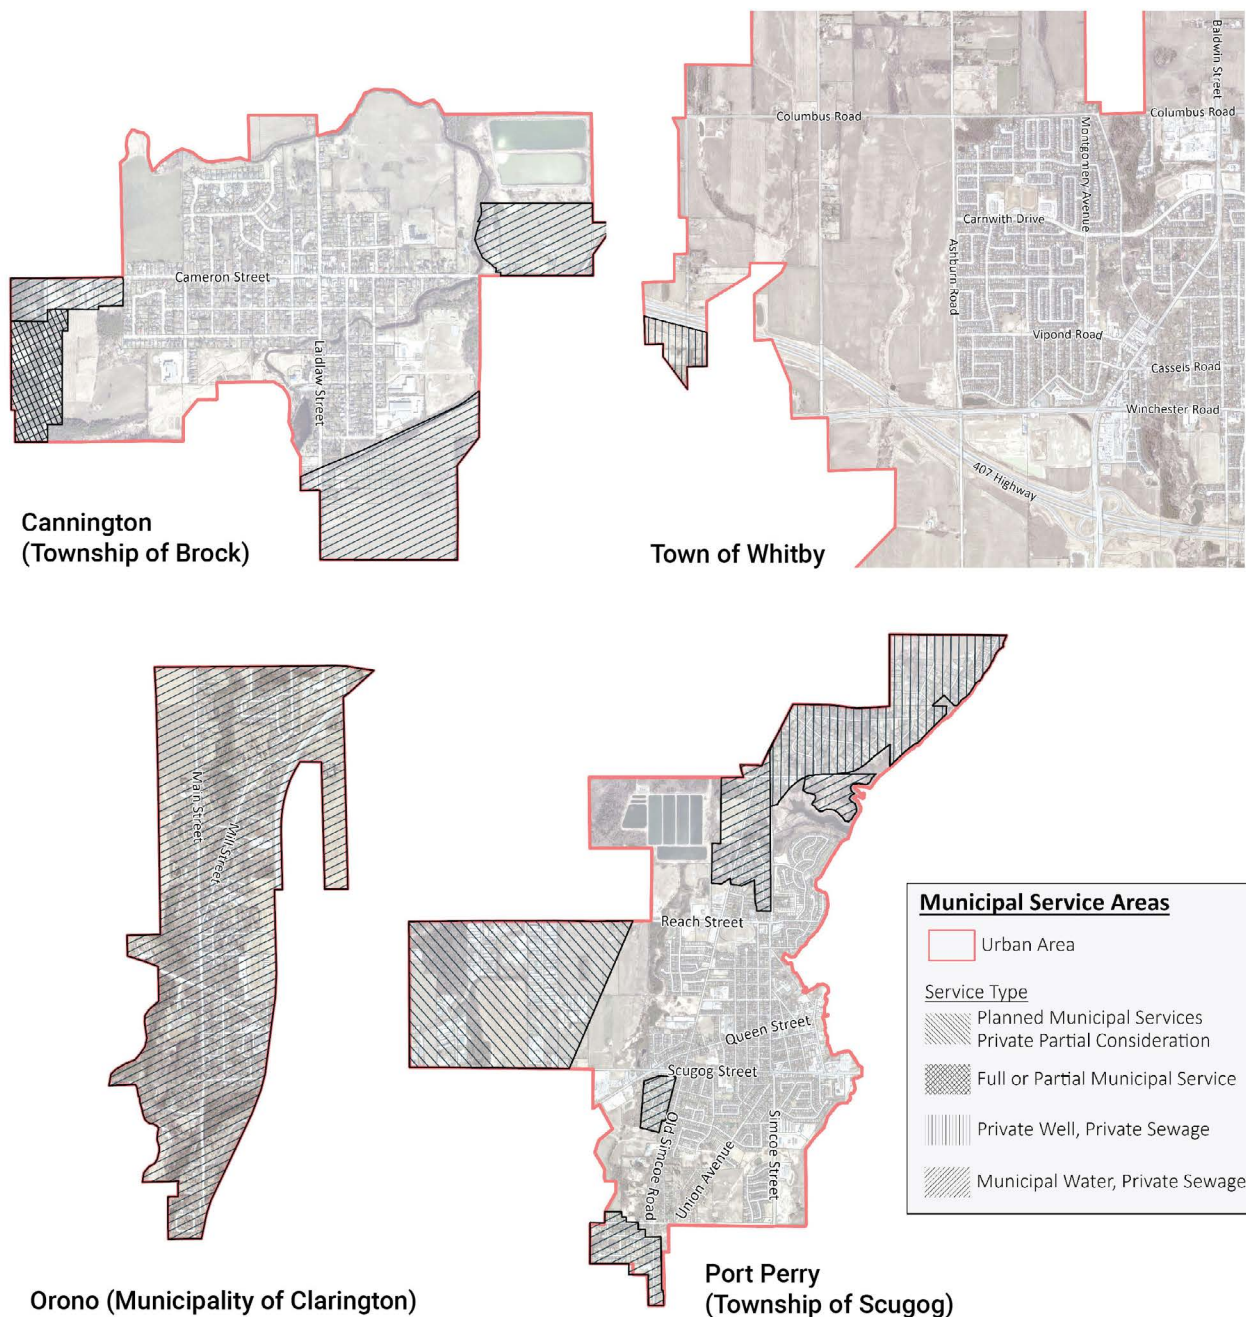 Baldwin Street
Columbus Road
Columbus Road
Montgomery Avenue
Carnwith Drive
Ashburn Road
Cameron Street
Vipond Road
Laidlaw Street
Cassels Road
Winchester Road
407 Highway
Cannington
(Township of Brock)
Town of Whitby
Main Street
Mill Street
Reach Street
Queen Street
Scugog Street
Old Simcoe Road
Union Avenue
Simcoe Street
Municipal Service Areas
Urban Area
Service Type
Planned Municipal Services
Private Partial Consideration
Full or Partial Municipal Service
Private Well, Private Sewage
Municipal Water, Private Sewage
Orono (Municipality of Clarington)
Port Perry
(Township of Scugog)